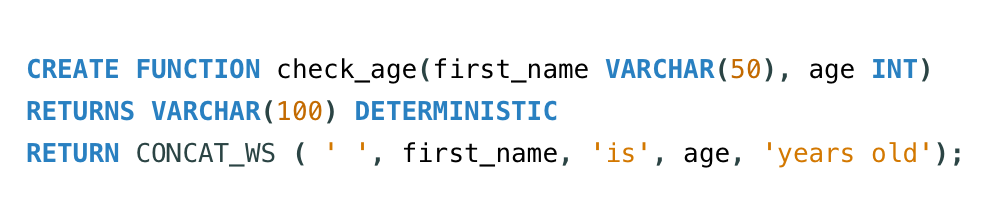 CREATE FUNCTION check_age(first_name VARCHAR(50), age INT)
RETURNS VARCHAR(100) DETERMINISTIC
RETURN CONCAT_WS ( ' ', first_name, 'is', age, 'years old');